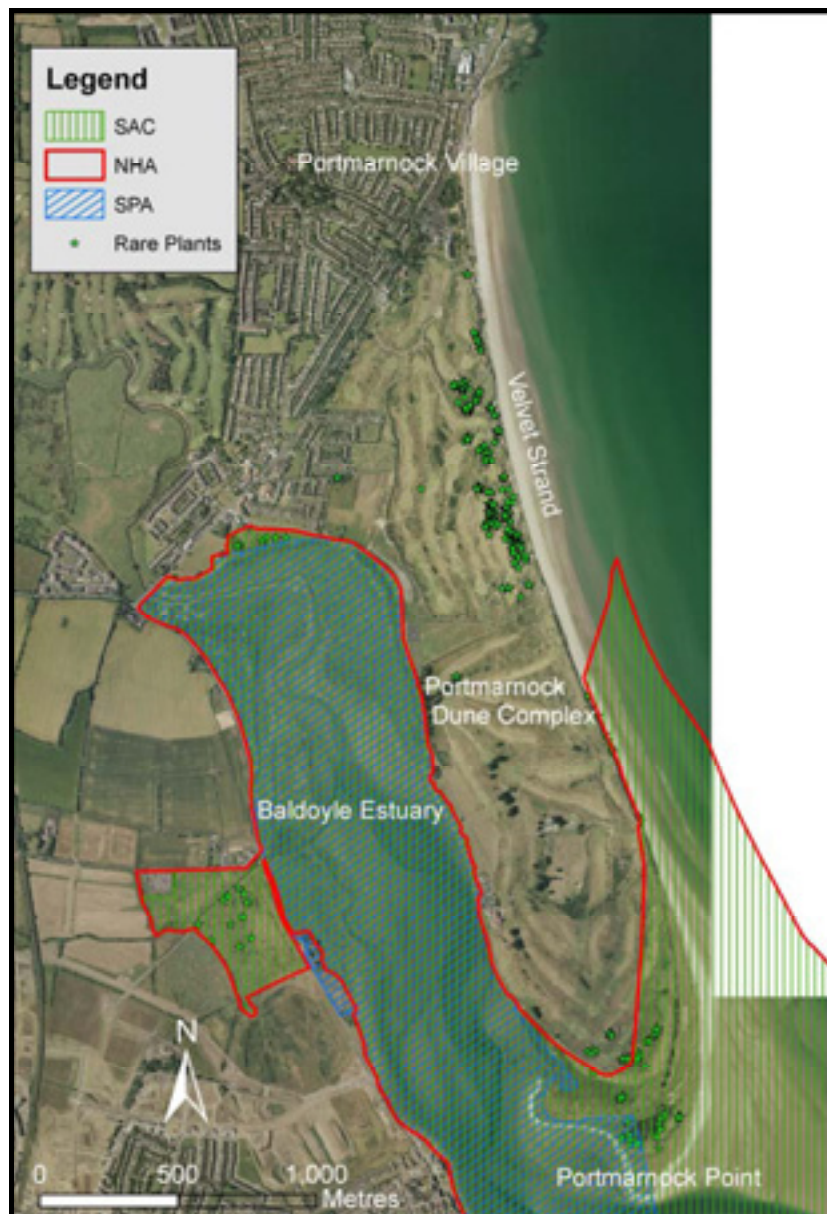 Legend
SAC
NHA
SPA
Rare Plants
Portmarnock Village
Velvet Strand
Portmarnock
Dune Complex
Baldoyle Estuary
N
0 500 1,000
Metres
Portmarnock Point